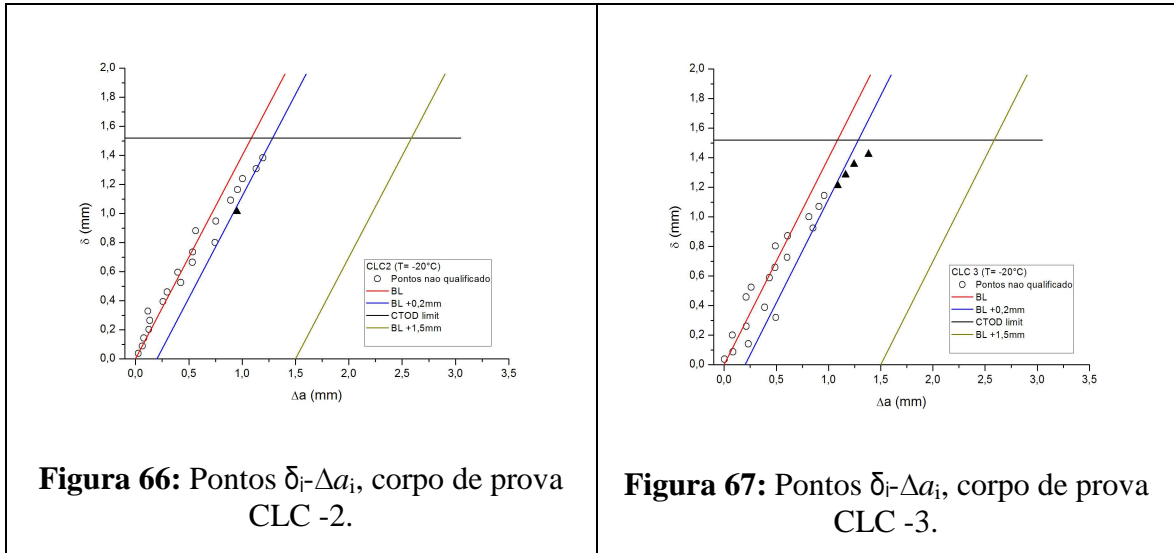 2,0
1,8
1,6
1,4
1,2
1,0
0,8
0,6
0,4
0,2
0,0
δ (mm)
CLC2 (T= -20°C)
Pontos nao qualificado
BL
BL +0,2mm
CTOD limit
BL +1,5mm
0,0 0,5 1,0 1,5 2,0 2,5 3,0 3,5
Δa (mm)
Figura 66: Pontos δi-Δai, corpo de prova
CLC -2.
2,0
1,8
1,6
1,4
1,2
1,0
0,8
0,6
0,4
0,2
0,0
δ (mm)
CLC 3 (T= -20°C)
Pontos nao qualificado
BL
BL +0,2mm
CTOD limit
BL +1,5mm
0,0 0,5 1,0 1,5 2,0 2,5 3,0 3,5
Δa (mm)
Figura 67: Pontos δi-Δai, corpo de prova
CLC -3.